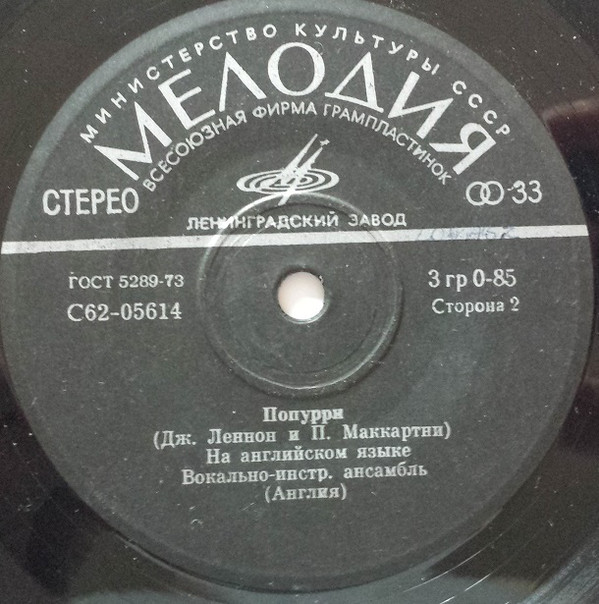 МИНИСТЕРСТВО КУЛЬТУРЫ СССР
МЕЛОДИЯ
ВСЕСОЮЗНАЯ ФИРМА ГРАМПЛАСТИНОК
СТЕРЕО
33
ЛЕНИНГРАДСКИЙ ЗАВОД
ГОСТ 5289-73
3 гр 0-85
С62-05614
Сторона 2
Попурри
(Дж. Леннон и П. Маккартни)
На английском языке
Вокально-инстр. ансамбль
(Англия)